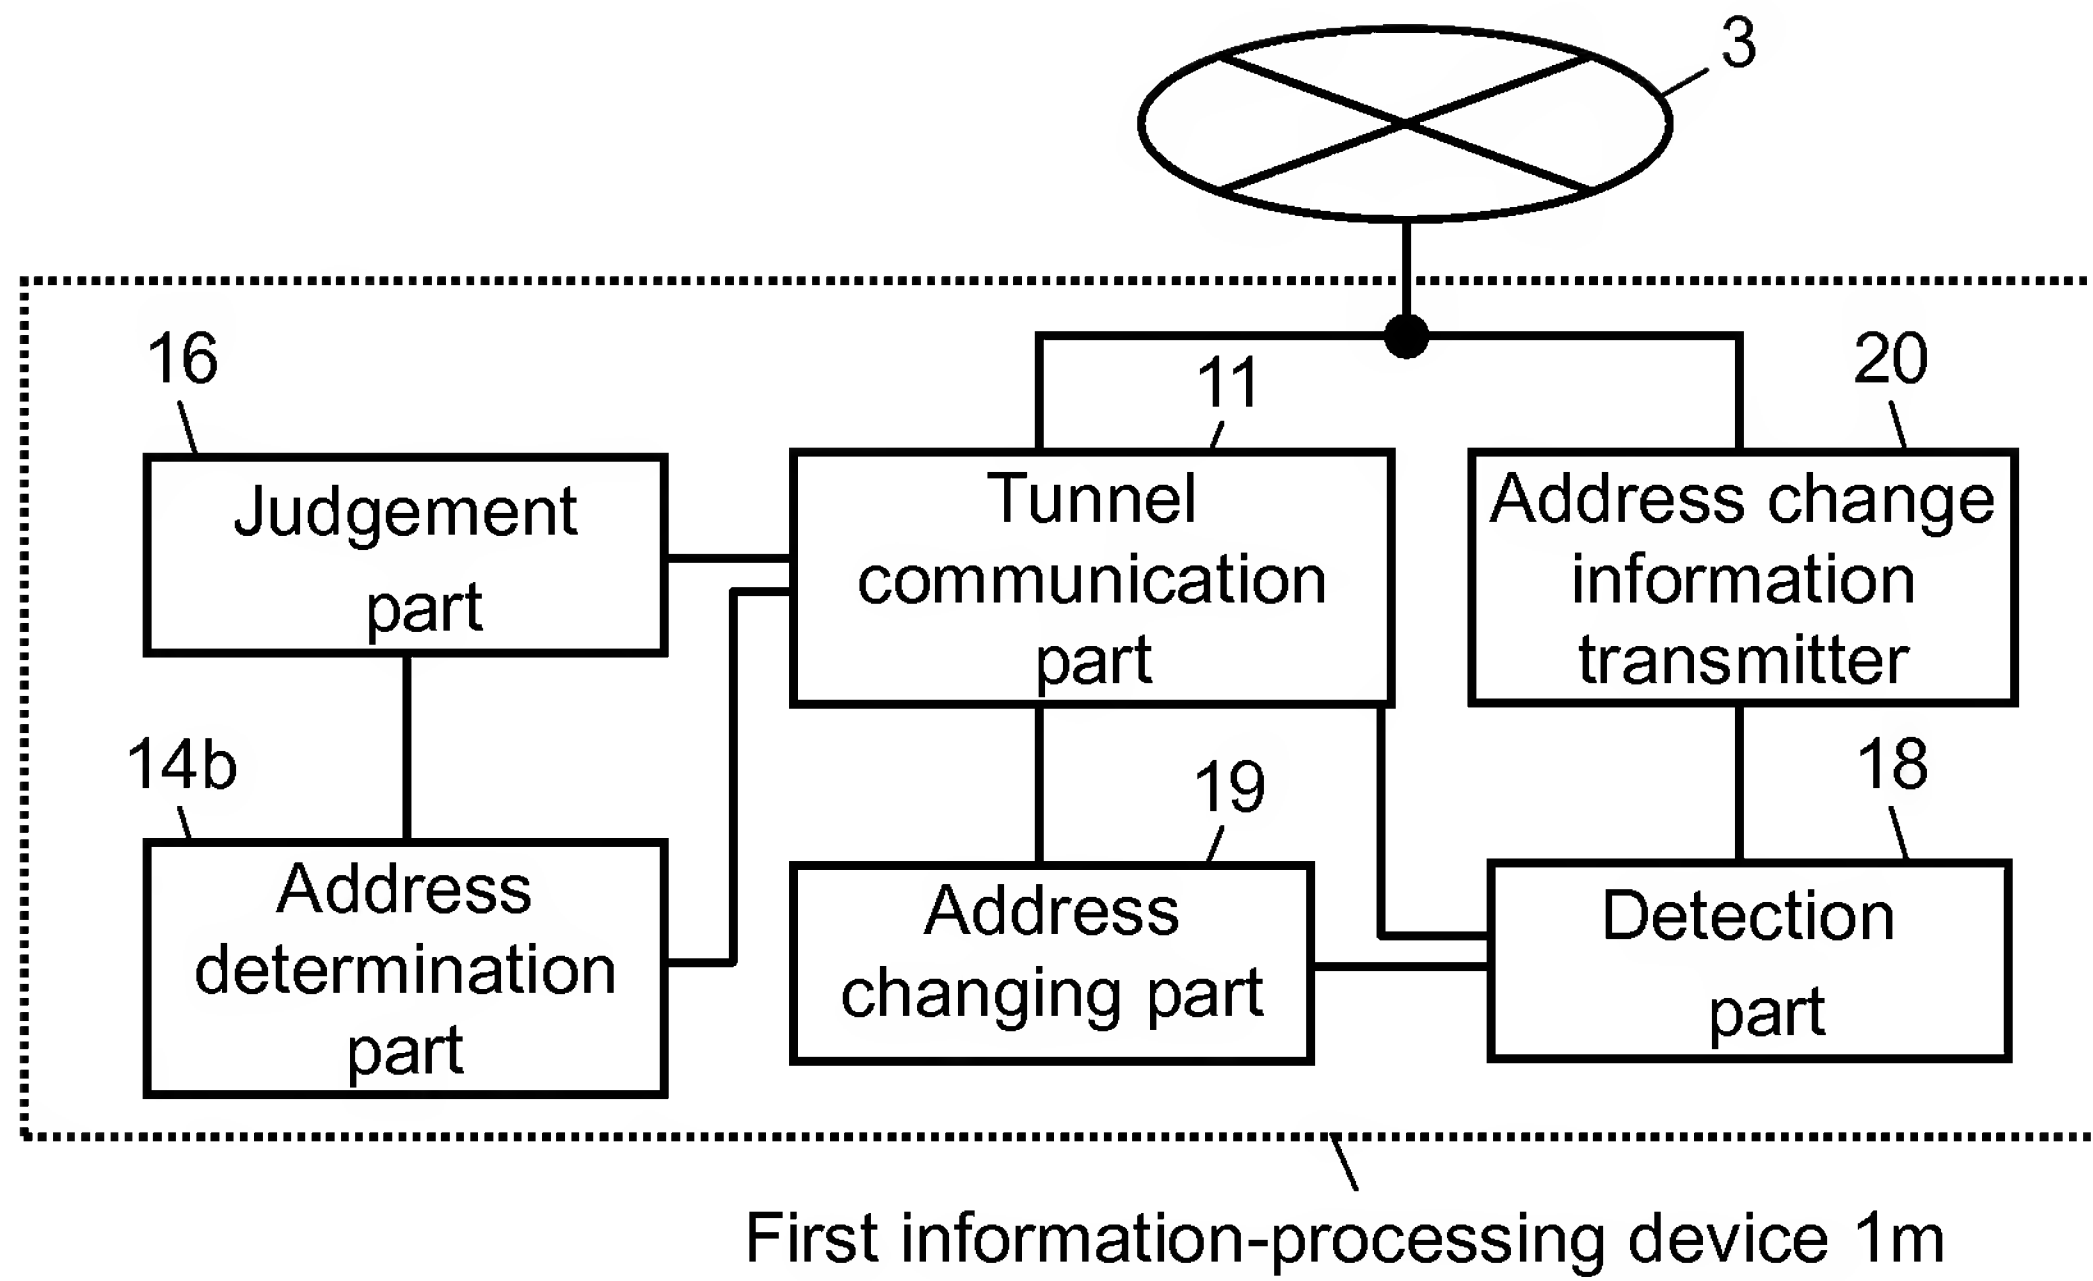 3
16
11
20
Judgement
part
Tunnel
communication
part
Address change
information
transmitter
14b
19
18
Address
determination
part
Address
changing part
Detection
part
First information-processing device 1m